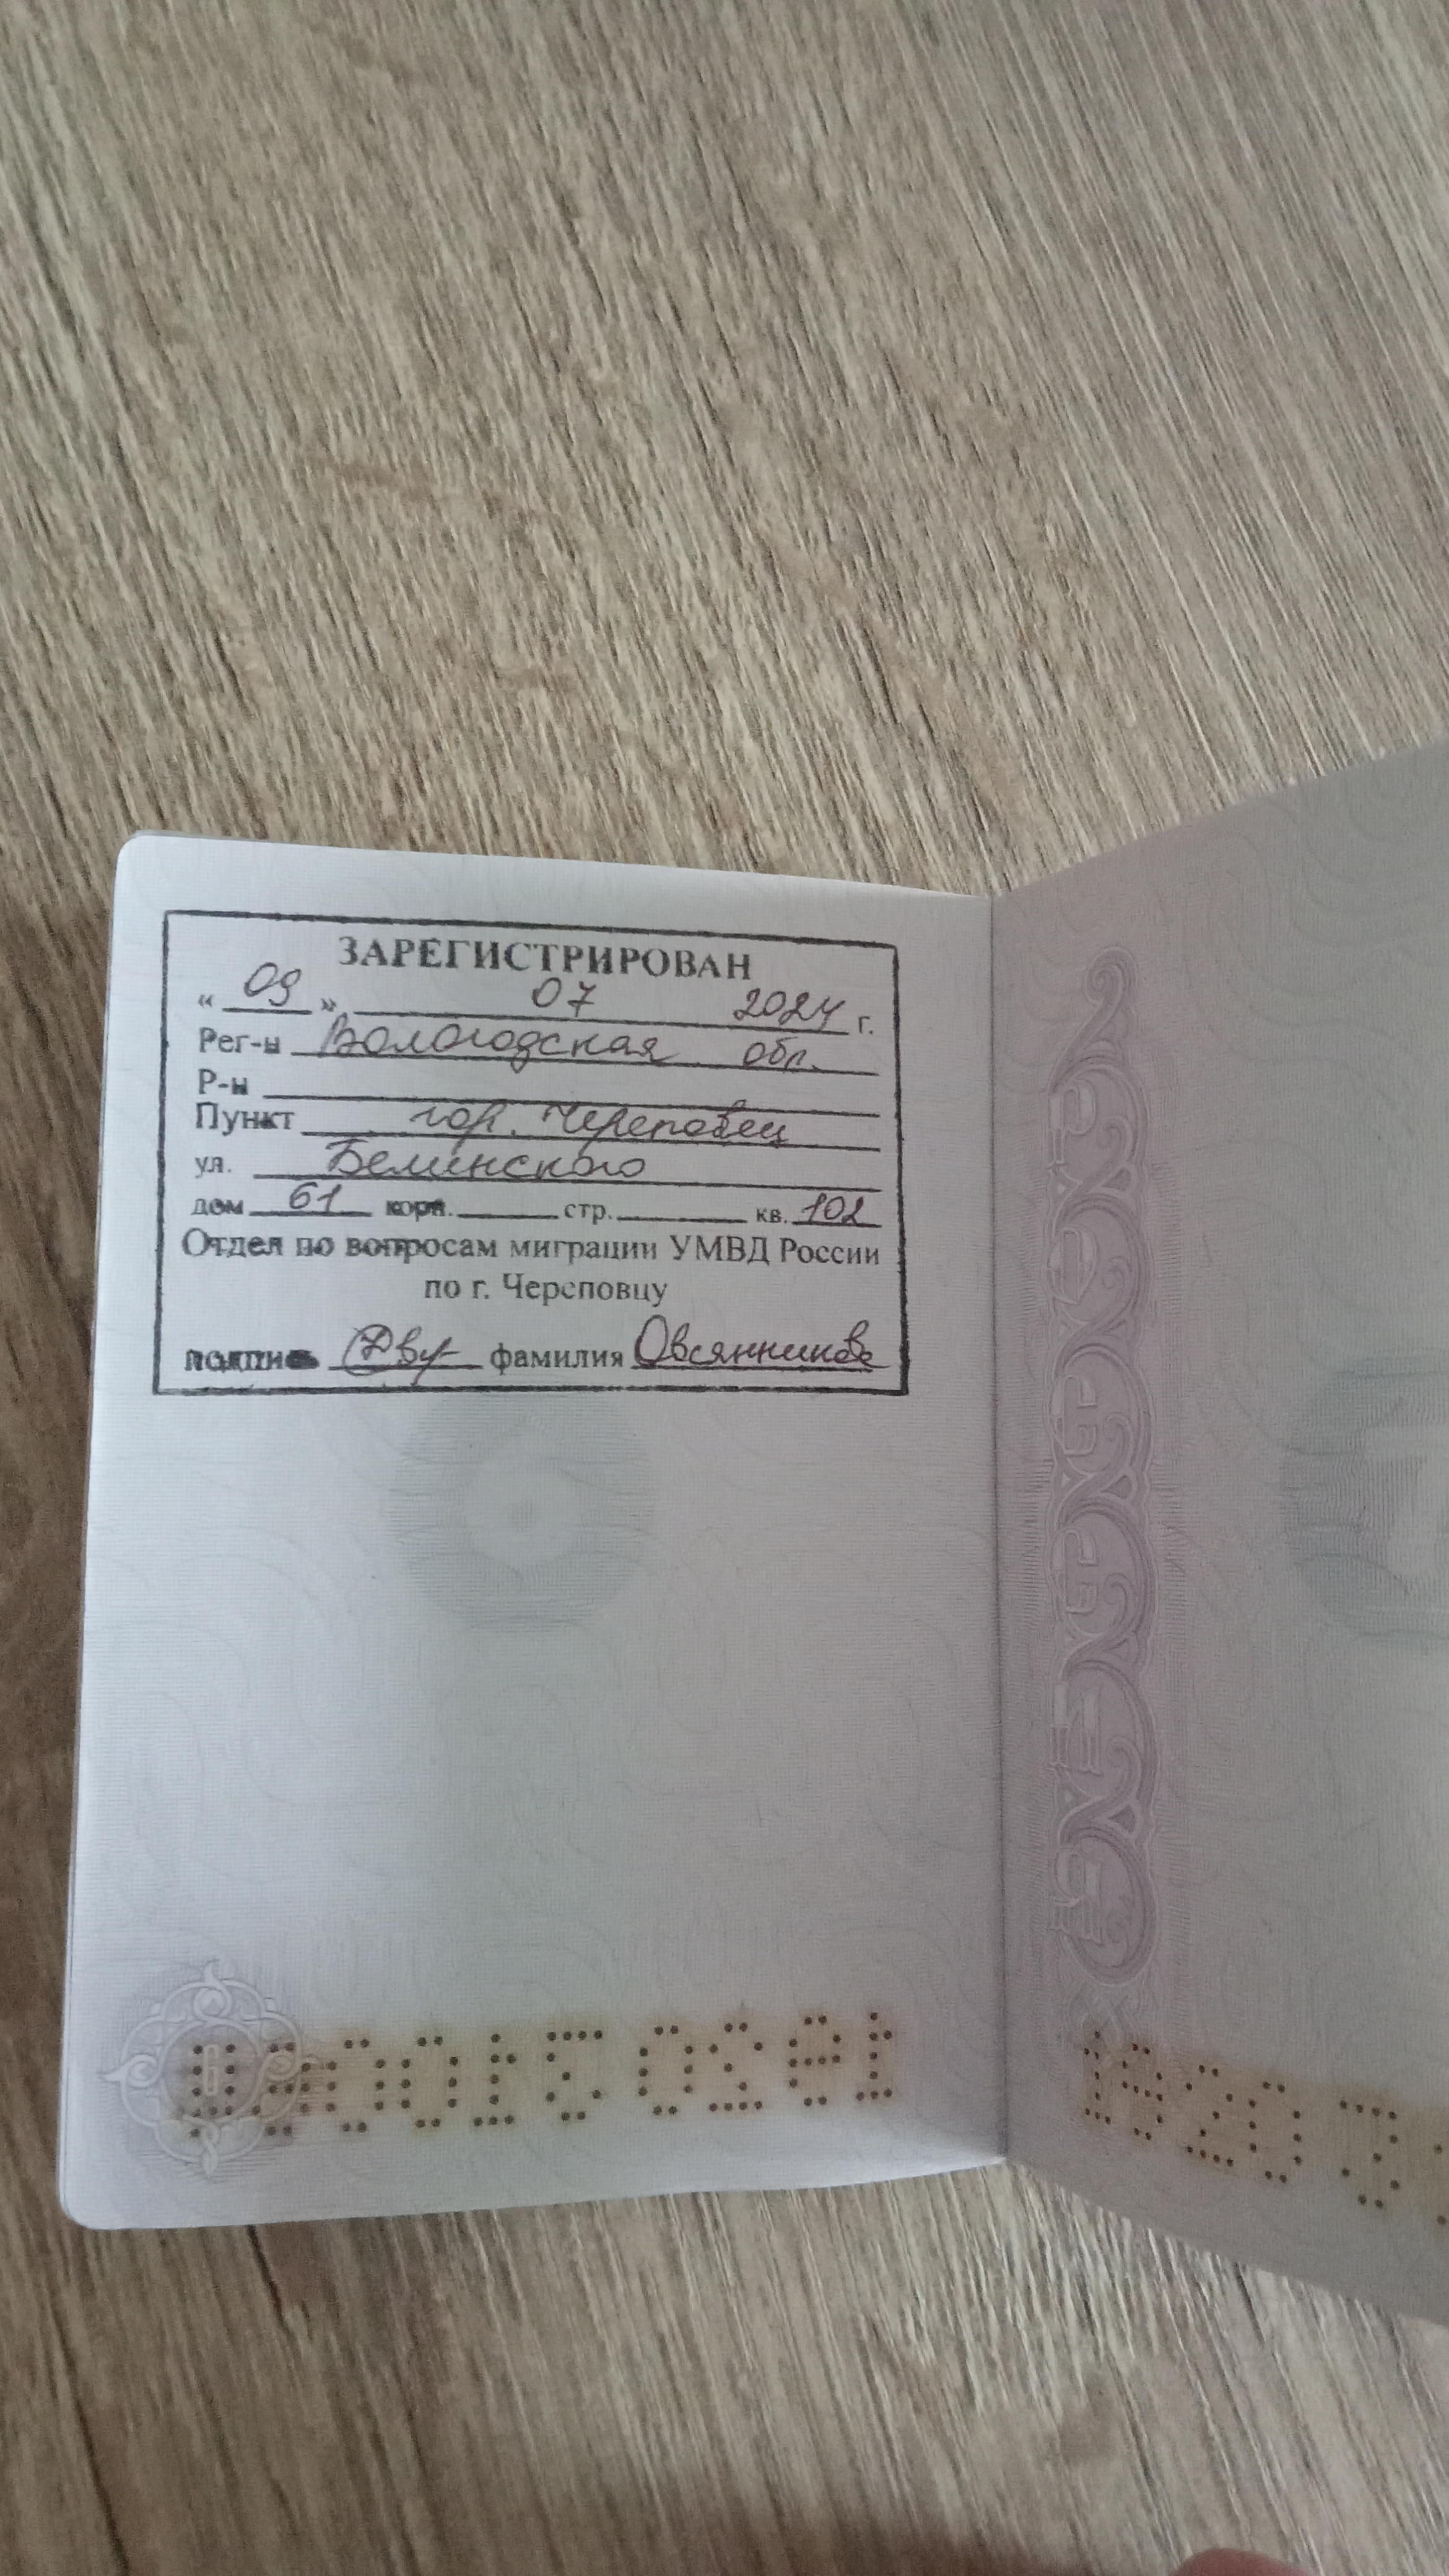 ЗАРЕГИСТРИРОВАН
« 09 » 07 2024 г.
Рег-н Вологодская обл.
Р-н
Пункт гор. Череповец
ул. Белинского
дом 61 корп. стр. кв. 102
Отдел по вопросам миграции УМВД России
по г. Череповцу
подпись фамилия Овсянникова